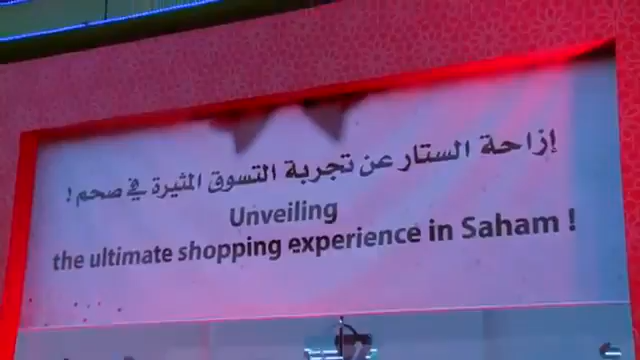 إزاحة الستار عن تجربة التسوق المثيرة في صحم !
Unveiling
the ultimate shopping experience in Saham !